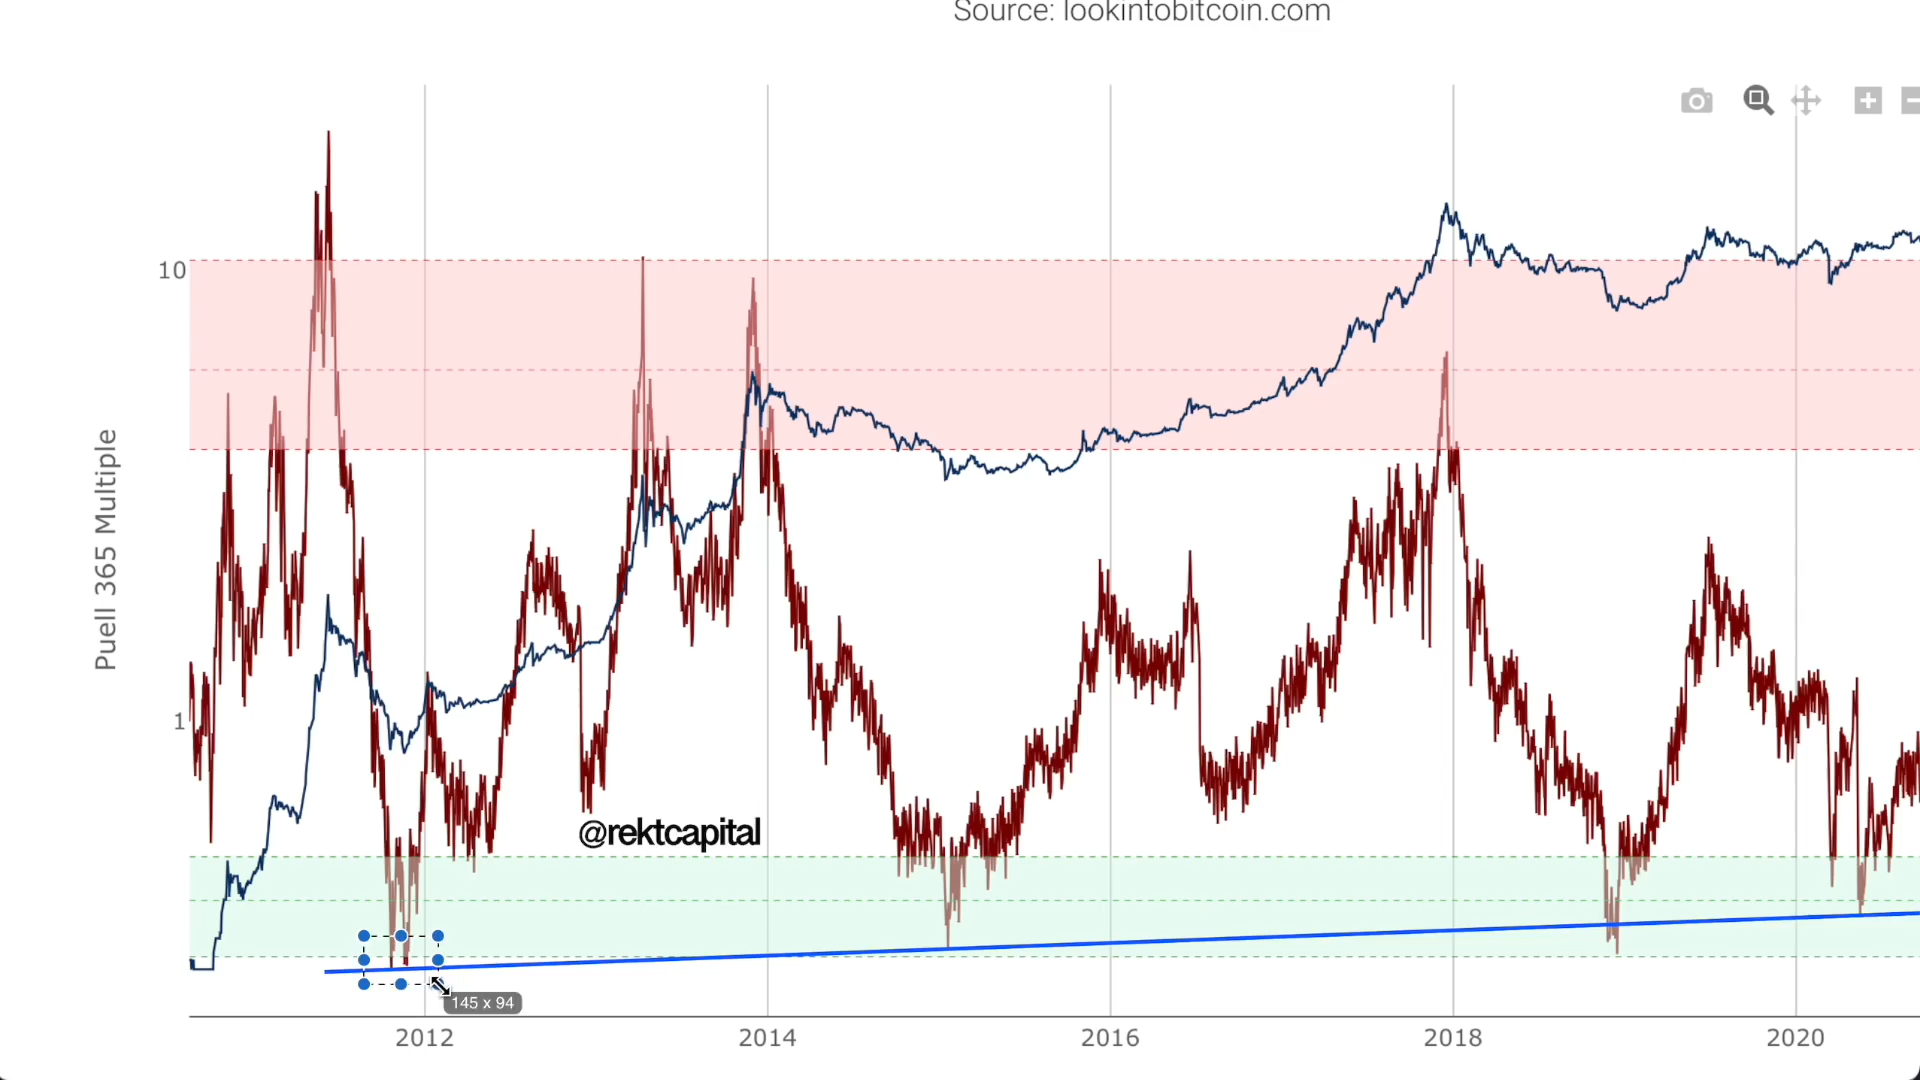 Source: lookintobitcoin.com
10
Puell 365 Multiple
1
@rektcapital
145 x 94
2012
2014
2016
2018
2020